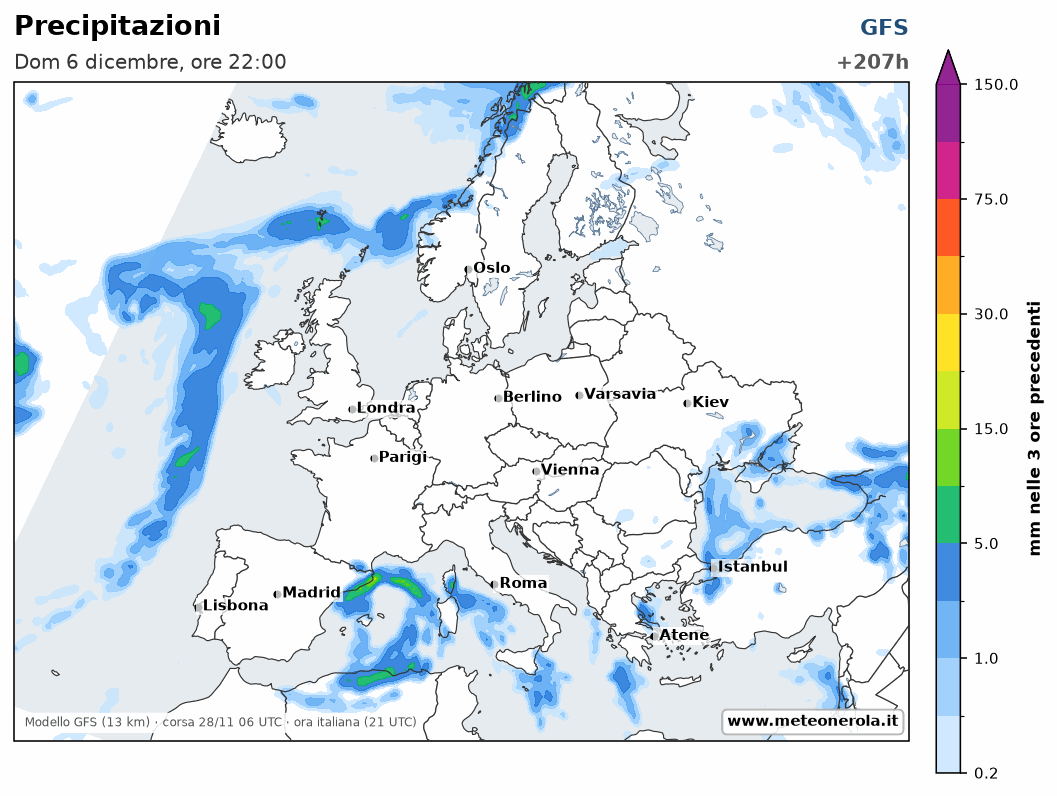 Precipitazioni
GFS
Dom 6 dicembre, ore 22:00
+207h
150.0
75.0
30.0
15.0
5.0
1.0
0.2
mm nelle 3 ore precedenti
Oslo
Berlino
Varsavia
Kiev
Londra
Parigi
Vienna
Istanbul
Roma
Madrid
Lisbona
Atene
Modello GFS (13 km) · corsa 28/11 06 UTC · ora italiana (21 UTC)
www.meteonerola.it